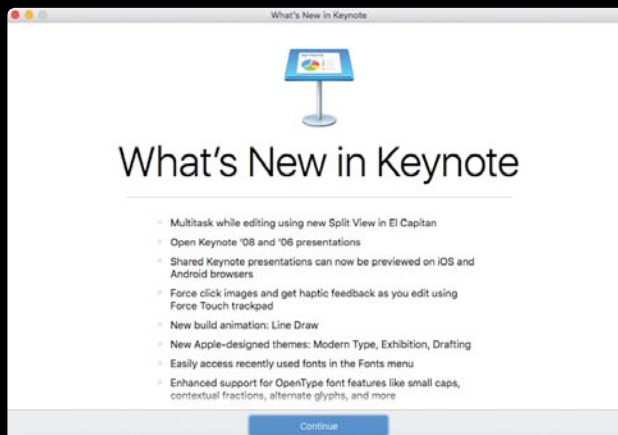 What's New in Keynote
What's New in Keynote
Multitask while editing using new Split View in El Capitan
Open Keynote '08 and '06 presentations
Shared Keynote presentations can now be previewed on iOS and
Android browsers
Force click images and get haptic feedback as you edit using
Force Touch trackpad
New build animation: Line Draw
New Apple-designed themes: Modern Type, Exhibition, Drafting
Easily access recently used fonts in the Fonts menu
Enhanced support for OpenType font features like small caps,
contextual fractions, alternate glyphs, and more
Continue